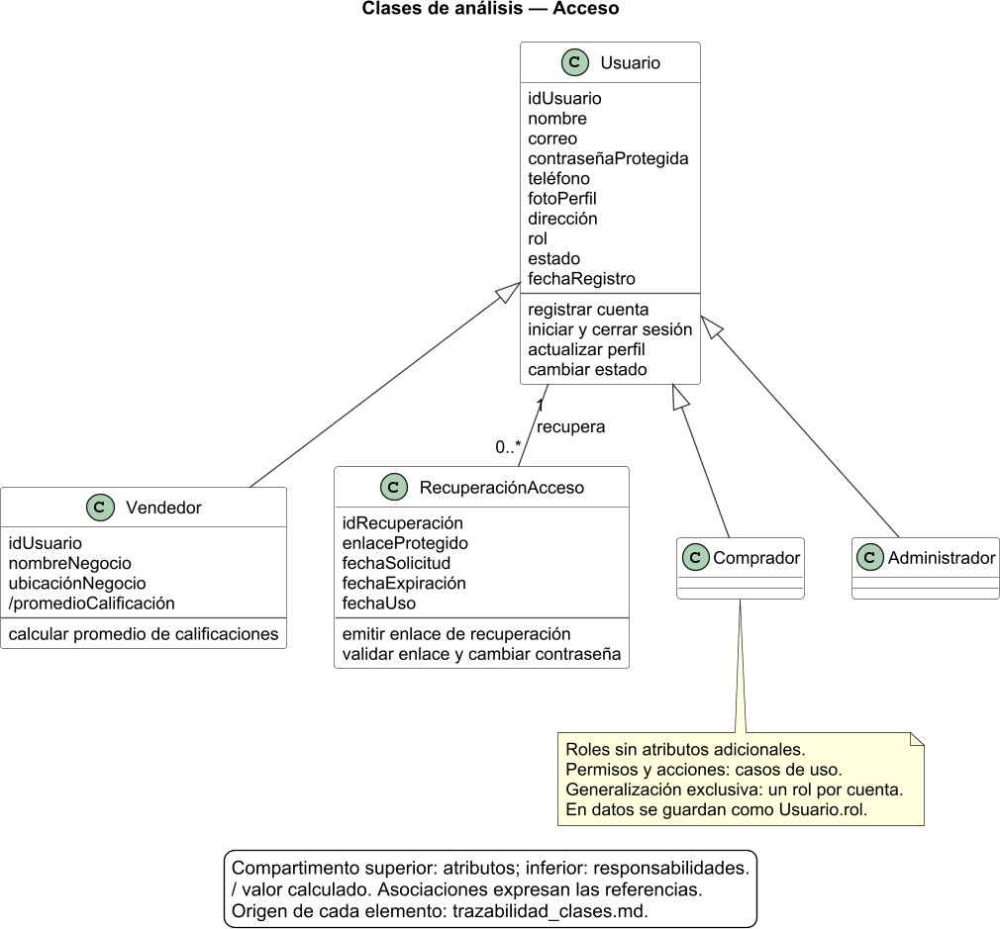 Clases de análisis — Acceso
C Usuario
idUsuario
nombre
correo
contraseñaProtegida
teléfono
fotoPerfil
dirección
rol
estado
fechaRegistro
registrar cuenta
iniciar y cerrar sesión
actualizar perfil
cambiar estado
1
recupera
0..*
C Vendedor
idUsuario
nombreNegocio
ubicaciónNegocio
/promedioCalificación
calcular promedio de calificaciones
C RecuperaciónAcceso
idRecuperación
enlaceProtegido
fechaSolicitud
fechaExpiración
fechaUso
emitir enlace de recuperación
validar enlace y cambiar contraseña
C Comprador
C Administrador
Roles sin atributos adicionales.
Permisos y acciones: casos de uso.
Generalización exclusiva: un rol por cuenta.
En datos se guardan como Usuario.rol.
Compartimento superior: atributos; inferior: responsabilidades.
/ valor calculado. Asociaciones expresan las referencias.
Origen de cada elemento: trazabilidad_clases.md.